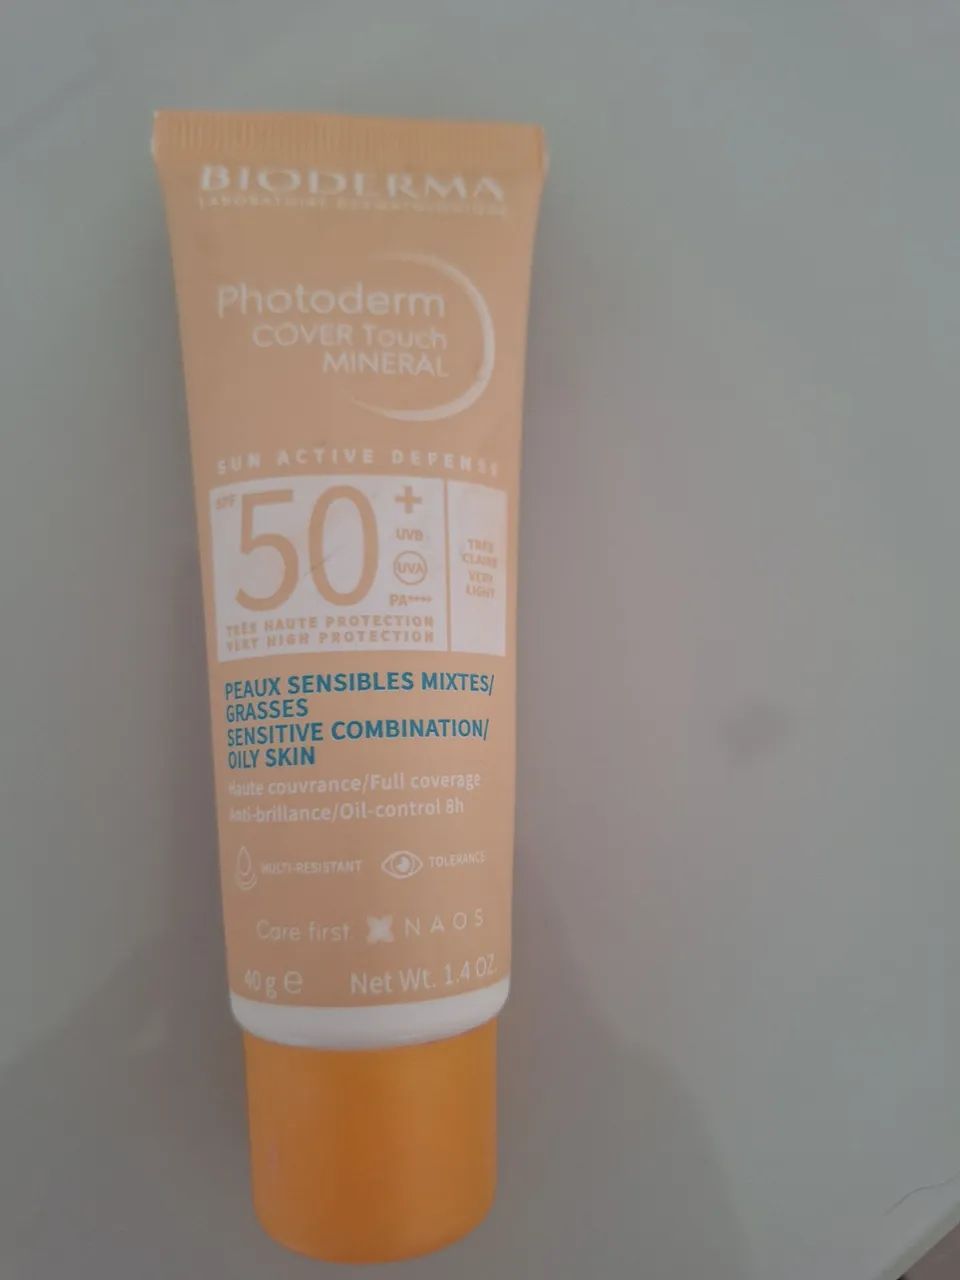 BIODERMA
LABORATOIRE DERMATOLOGIQUE
Photoderm
COVER Touch
MINERAL
SUN ACTIVE DEFENSE
SPF 50+
UVB
UVA
PA++++
TRÈS HAUTE PROTECTION
VERY HIGH PROTECTION
TRÈS
CLAIRE
VERY
LIGHT
PEAUX SENSIBLES MIXTES/
GRASSES
SENSITIVE COMBINATION/
OILY SKIN
Haute couvrance/Full coverage
Anti-brillance/Oil-control 8h
MULTI-RESISTANT TOLERANCE
Care first. NAOS
40 g e Net Wt. 1.4 OZ.